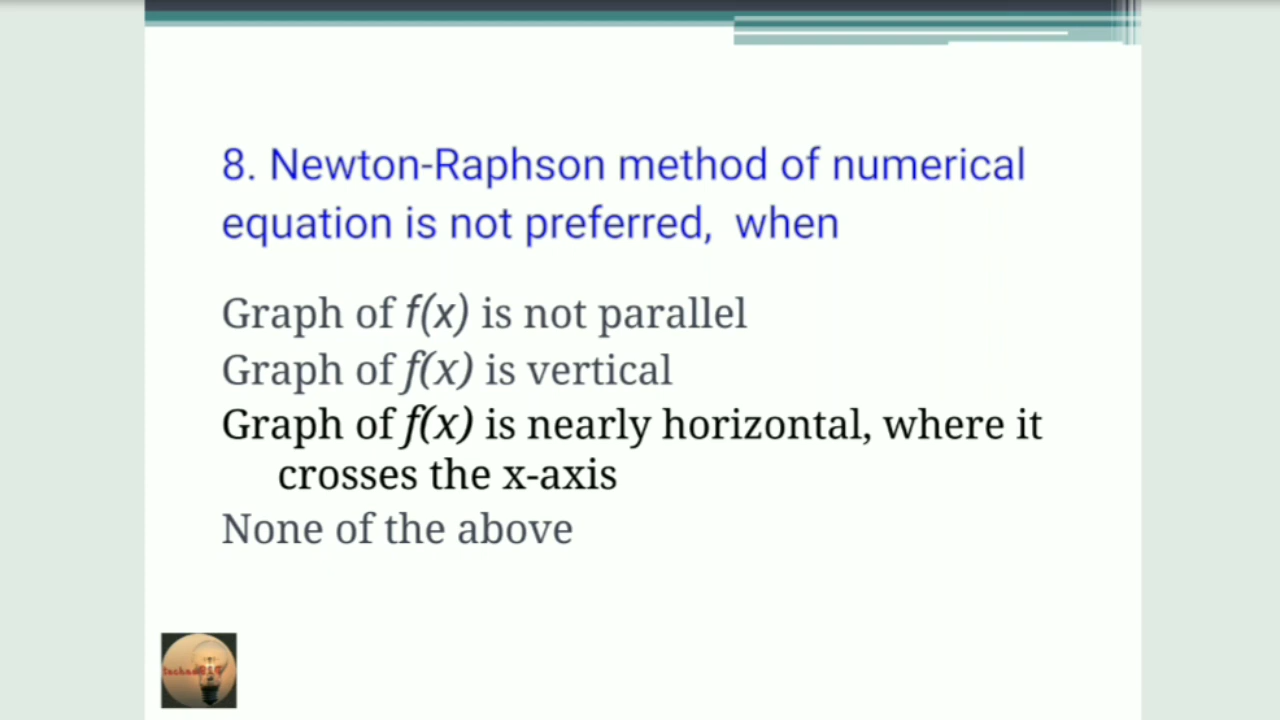 8. Newton-Raphson method of numerical
equation is not preferred, when
Graph of f(x) is not parallel
Graph of f(x) is vertical
Graph of f(x) is nearly horizontal, where it
crosses the x-axis
None of the above